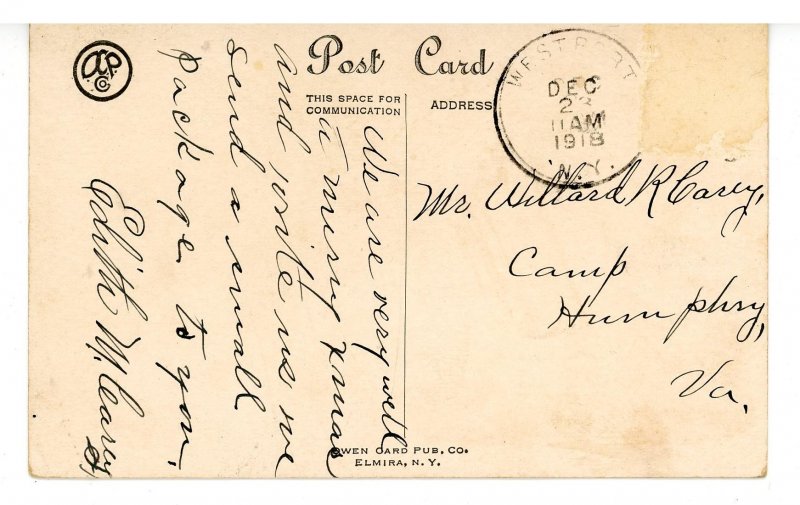 Post Card
THIS SPACE FOR
COMMUNICATION
ADDRESS
WESTPORT
DEC
23
11 AM
1918
N.Y.
We are very well
a mirry xmas
and write us we
send a small
package to you.
Edith M. Carey
Mr. Willard R Carey,
Camp
Humphry,
Va.
OWEN CARD PUB. CO.
ELMIRA, N.Y.